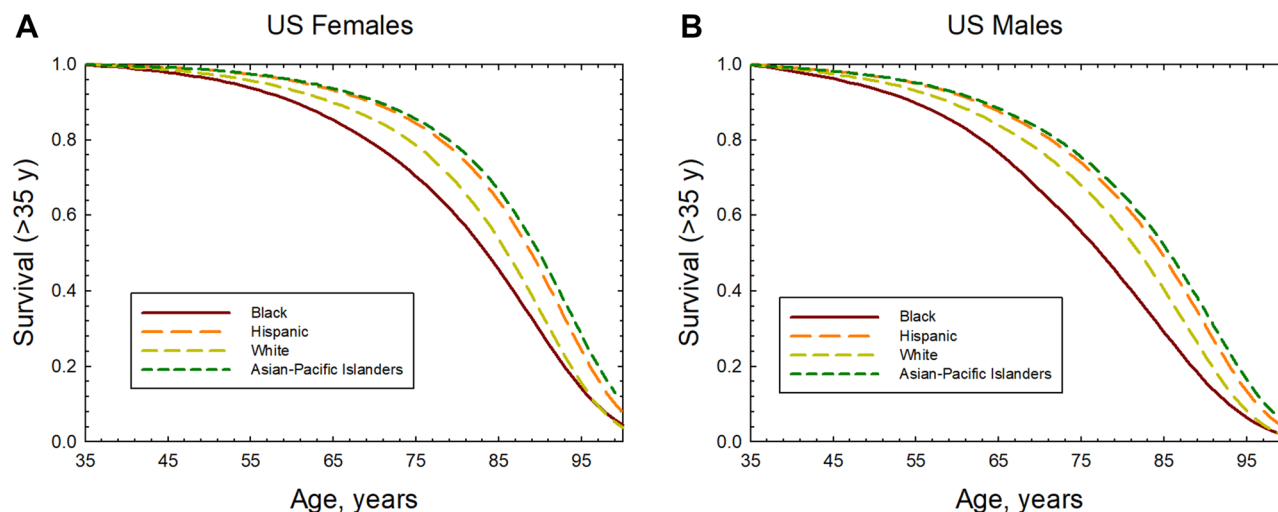 A
US Females
Survival (>35 y)
1.0
0.8
0.6
0.4
0.2
0.0
Black
Hispanic
White
Asian-Pacific Islanders
35 45 55 65 75 85 95
Age, years
B
US Males
Survival (>35 y)
1.0
0.8
0.6
0.4
0.2
0.0
Black
Hispanic
White
Asian-Pacific Islanders
35 45 55 65 75 85 95
Age, years